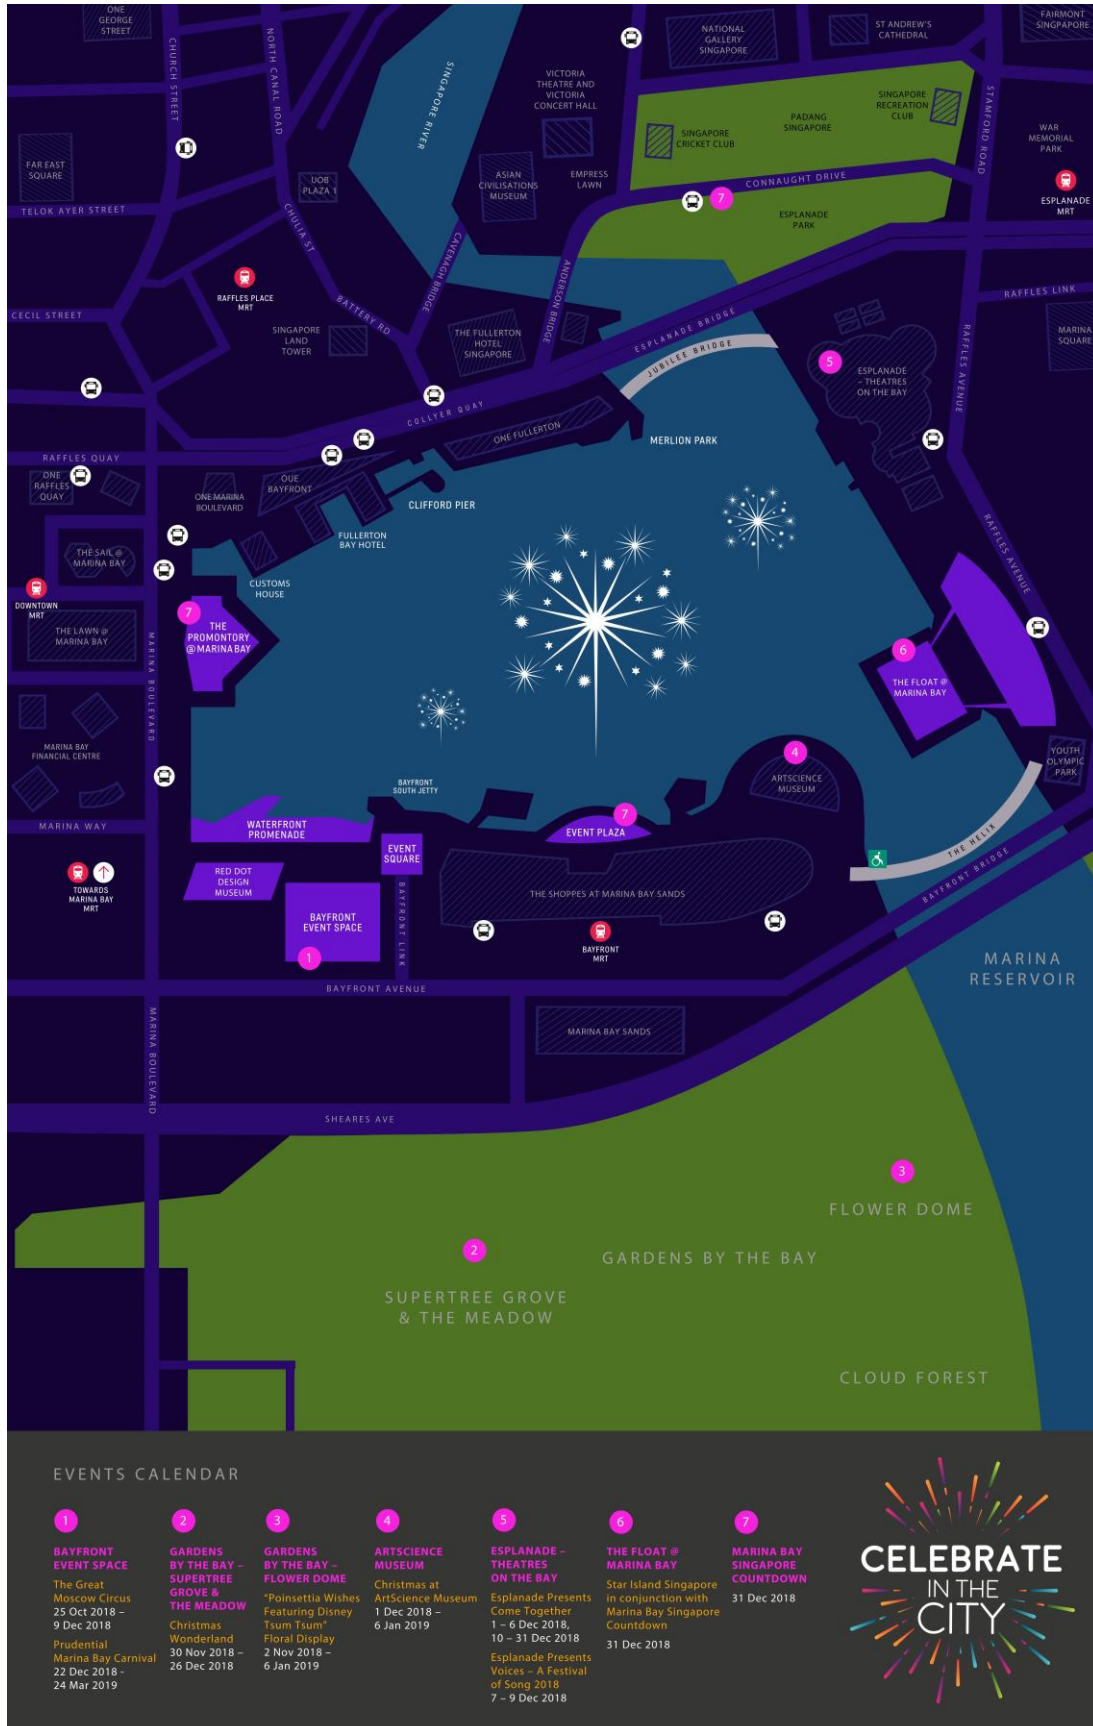 ONE
GEORGE
STREET
CHURCH STREET
NORTH CANAL ROAD
SINGAPORE RIVER
VICTORIA
THEATRE AND
VICTORIA
CONCERT HALL
NATIONAL
GALLERY
SINGAPORE
ST ANDREW'S
CATHEDRAL
FAIRMONT
SINGPAPORE
SINGAPORE
CRICKET CLUB
PADANG
SINGAPORE
SINGAPORE
RECREATION
CLUB
STAMFORD ROAD
WAR
MEMORIAL
PARK
FAR EAST
SQUARE
UOB
PLAZA 1
ASIAN
CIVILISATIONS
MUSEUM
EMPRESS
LAWN
7
CONNAUGHT DRIVE
ESPLANADE
PARK
ESPLANADE
MRT
TELOK AYER STREET
CHULIA ST
CAVENAGH BRIDGE
ANDERSON BRIDGE
RAFFLES PLACE
MRT
BATTERY RD
CECIL STREET
SINGAPORE
LAND
TOWER
THE FULLERTON
HOTEL
SINGAPORE
ESPLANADE BRIDGE
JUBILEE BRIDGE
RAFFLES LINK
MARINA
SQUARE
5
ESPLANADE
– THEATRES
ON THE BAY
RAFFLES AVENUE
COLLYER QUAY
ONE FULLERTON
MERLION PARK
RAFFLES QUAY
ONE
RAFFLES
QUAY
ONE MARINA
BOULEVARD
OUE
BAYFRONT
CLIFFORD PIER
FULLERTON
BAY HOTEL
CUSTOMS
HOUSE
THE SAIL @
MARINA BAY
RAFFLES AVENUE
DOWNTOWN
MRT
THE LAWN @
MARINA BAY
7
THE
PROMONTORY
@ MARINA BAY
MARINA BOULEVARD
6
THE FLOAT @
MARINA BAY
MARINA BAY
FINANCIAL CENTRE
4
ARTSCIENCE
MUSEUM
YOUTH
OLYMPIC
PARK
BAYFRONT
SOUTH JETTY
MARINA WAY
WATERFRONT
PROMENADE
7
EVENT PLAZA
EVENT
SQUARE
THE HELIX
BAYFRONT BRIDGE
TOWARDS
MARINA BAY
MRT
RED DOT
DESIGN
MUSEUM
BAYFRONT
EVENT SPACE
1
BAYFRONT LINK
THE SHOPPES AT MARINA BAY SANDS
BAYFRONT
MRT
MARINA
RESERVOIR
BAYFRONT AVENUE
MARINA BOULEVARD
MARINA BAY SANDS
SHEARES AVE
3
FLOWER DOME
2
GARDENS BY THE BAY
SUPERTREE GROVE
& THE MEADOW
CLOUD FOREST
EVENTS CALENDAR
1
BAYFRONT
EVENT SPACE
The Great
Moscow Circus
25 Oct 2018 –
9 Dec 2018
Prudential
Marina Bay Carnival
22 Dec 2018 -
24 Mar 2019
2
GARDENS
BY THE BAY –
SUPERTREE
GROVE &
THE MEADOW
Christmas
Wonderland
30 Nov 2018 –
26 Dec 2018
3
GARDENS
BY THE BAY –
FLOWER DOME
"Poinsettia Wishes
Featuring Disney
Tsum Tsum"
Floral Display
2 Nov 2018 –
6 Jan 2019
4
ARTSCIENCE
MUSEUM
Christmas at
ArtScience Museum
1 Dec 2018 –
6 Jan 2019
5
ESPLANADE –
THEATRES
ON THE BAY
Esplanade Presents
Come Together
1 – 6 Dec 2018,
10 – 31 Dec 2018
Esplanade Presents
Voices – A Festival
of Song 2018
7 – 9 Dec 2018
6
THE FLOAT @
MARINA BAY
Star Island Singapore
in conjunction with
Marina Bay Singapore
Countdown
31 Dec 2018
7
MARINA BAY
SINGAPORE
COUNTDOWN
31 Dec 2018
CELEBRATE
IN THE
CITY